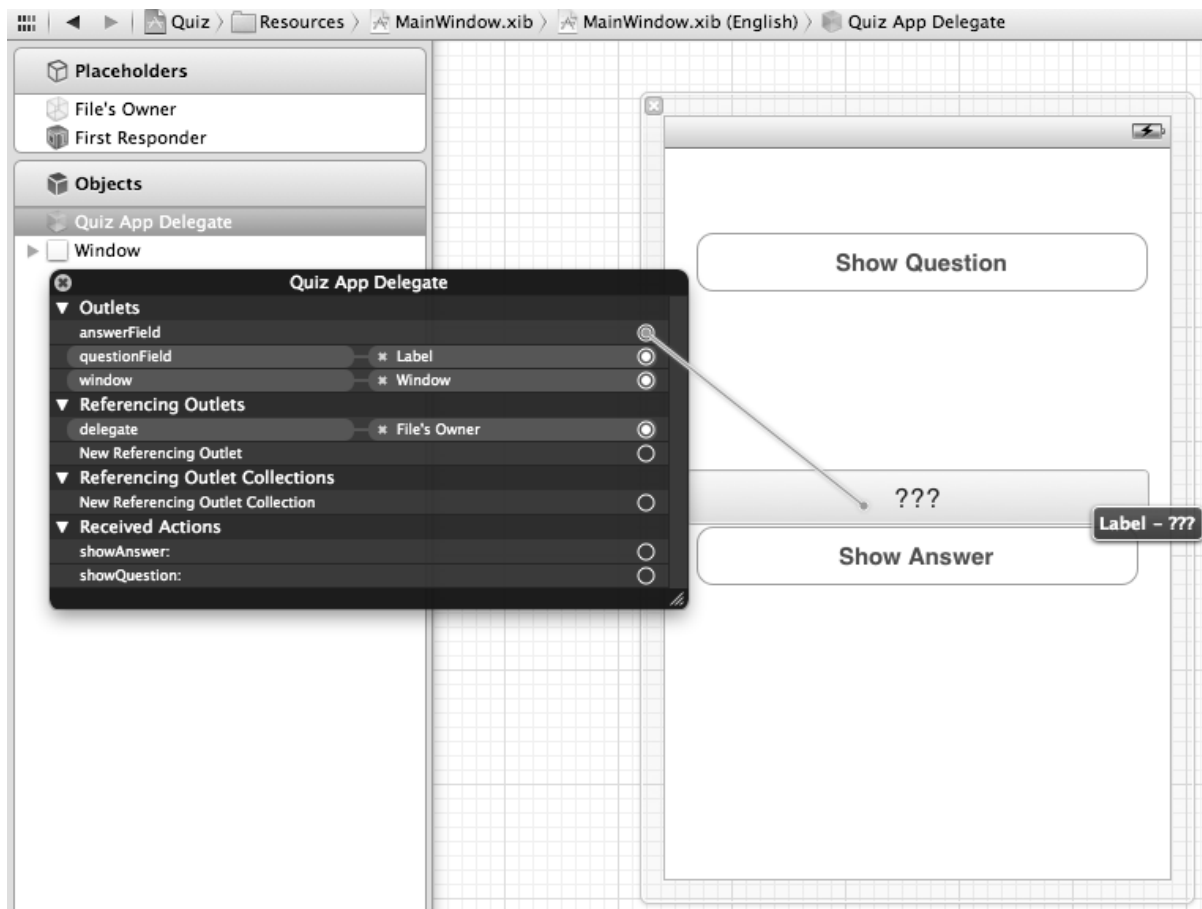 Quiz Resources MainWindow.xib MainWindow.xib (English) Quiz App Delegate
Placeholders
File's Owner
First Responder
Objects
Quiz App Delegate
Window
Quiz App Delegate
Outlets
answerField
questionField Label
window Window
Referencing Outlets
delegate File's Owner
New Referencing Outlet
Referencing Outlet Collections
New Referencing Outlet Collection
Received Actions
showAnswer:
showQuestion:
Show Question
???
Label – ???
Show Answer